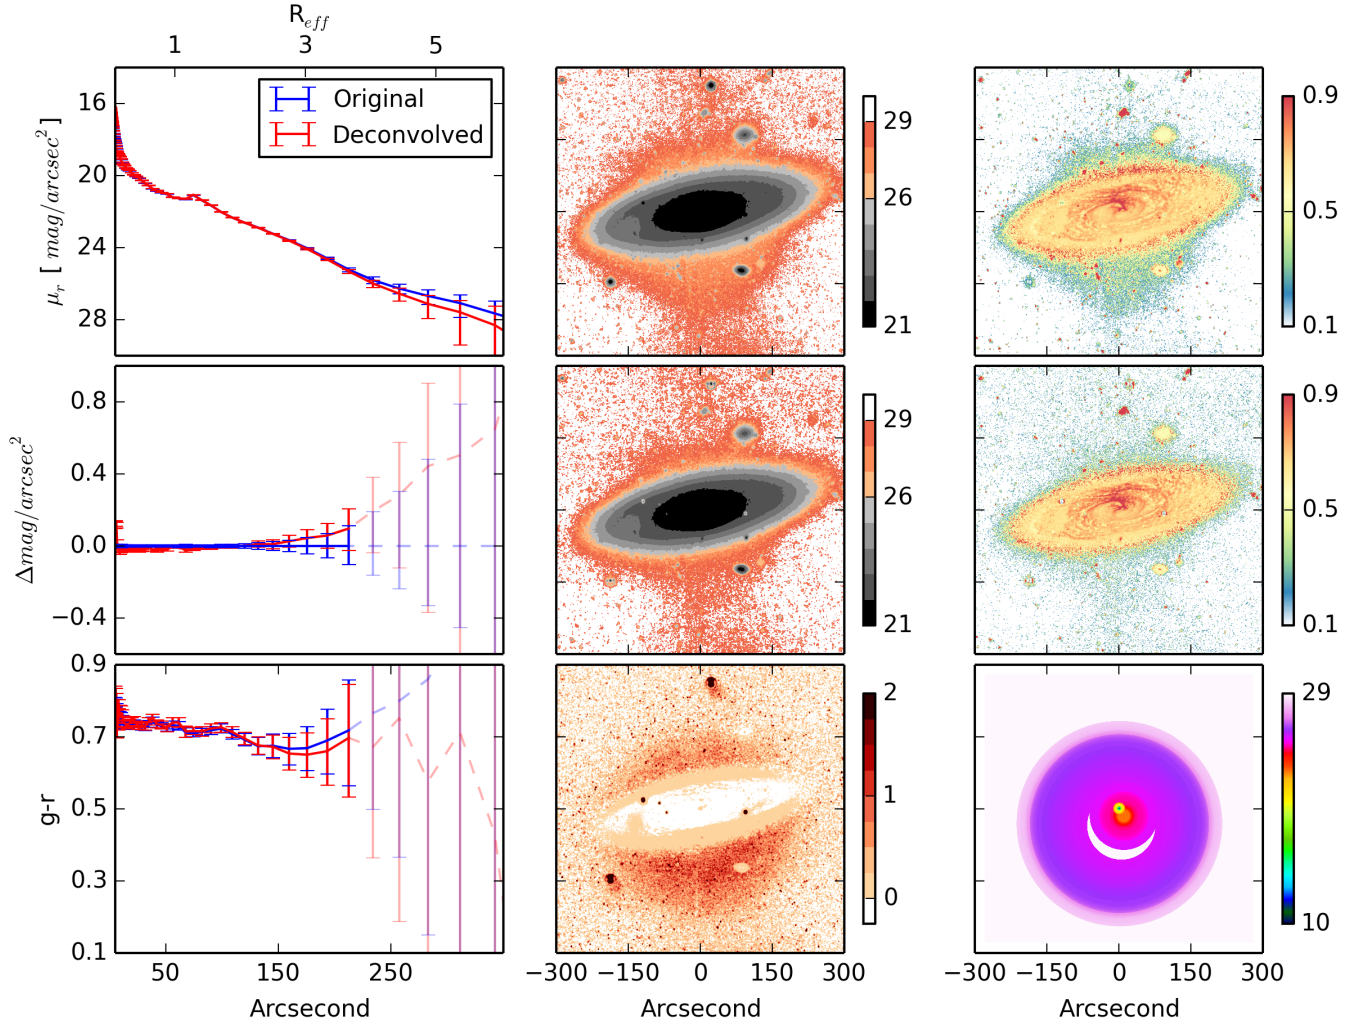 R_eff
1 3 5
16
20
24
28
μ_r [ mag/arcsec^2 ]
Original
Deconvolved
29
26
21
0.9
0.5
0.1
0.8
0.4
0.0
−0.4
Δmag/arcsec^2
29
26
21
0.9
0.5
0.1
0.9
0.7
0.5
0.3
0.1
g-r
50 150 250
Arcsecond
2
1
0
−300 −150 0 150 300
Arcsecond
29
10
−300 −150 0 150 300
Arcsecond